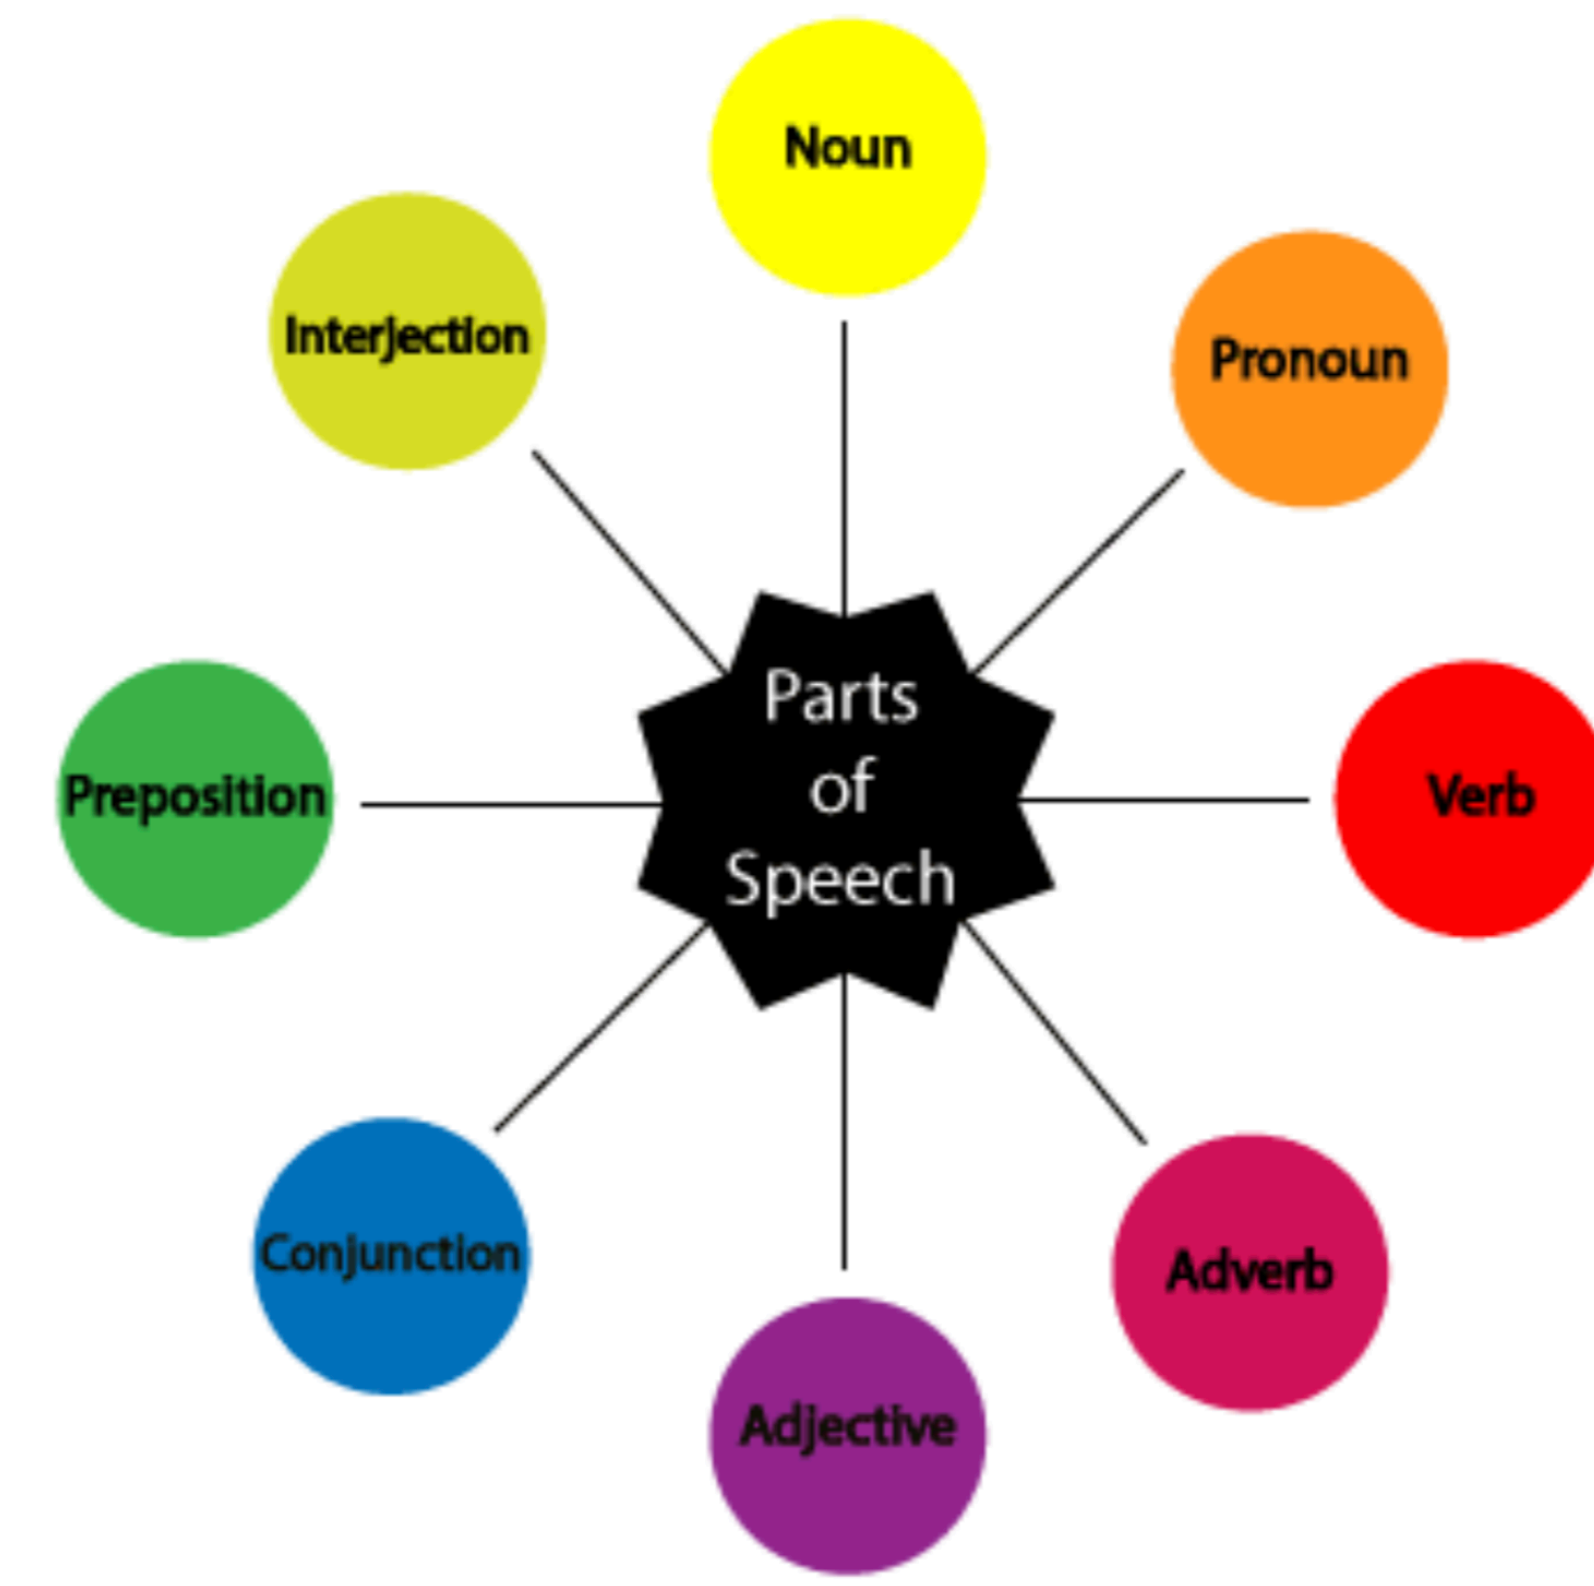 Noun
Interjection
Pronoun
Parts
of
Speech
Preposition
Verb
Conjunction
Adverb
Adjective